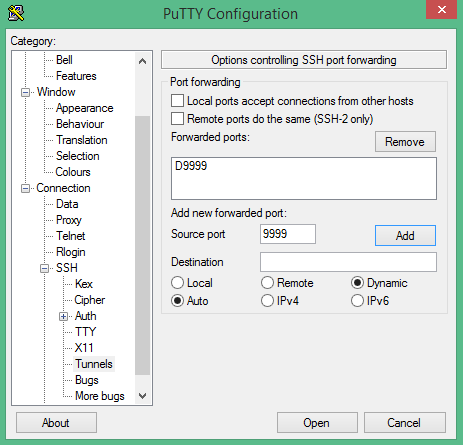 PuTTY Configuration
Category:
Bell
Features
Window
Appearance
Behaviour
Translation
Selection
Colours
Connection
Data
Proxy
Telnet
Rlogin
SSH
Kex
Cipher
Auth
TTY
X11
Tunnels
Bugs
More bugs
Options controlling SSH port forwarding
Port forwarding
Local ports accept connections from other hosts
Remote ports do the same (SSH-2 only)
Forwarded ports:
Remove
D9999
Add new forwarded port:
Source port 9999 Add
Destination
Local Remote Dynamic
Auto IPv4 IPv6
About Open Cancel